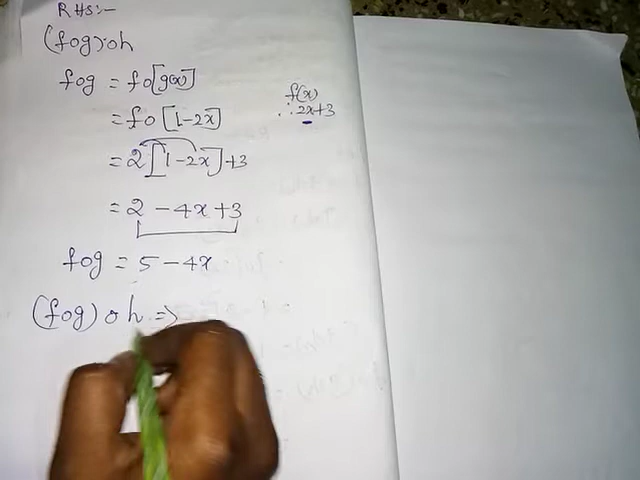 RHS:-
(fog)oh
fog = fo[g(x)]
= fo [1-2x]
= 2[1-2x]+3
= 2 - 4x + 3
fog = 5 - 4x
(fog) o h =>
f(x)
∴ 2x+3